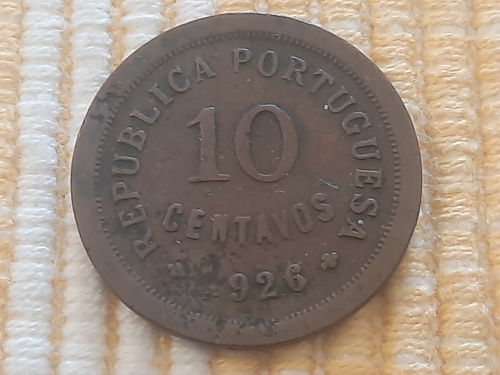 REPUBLICA PORTUGUESA
10
CENTAVOS
926